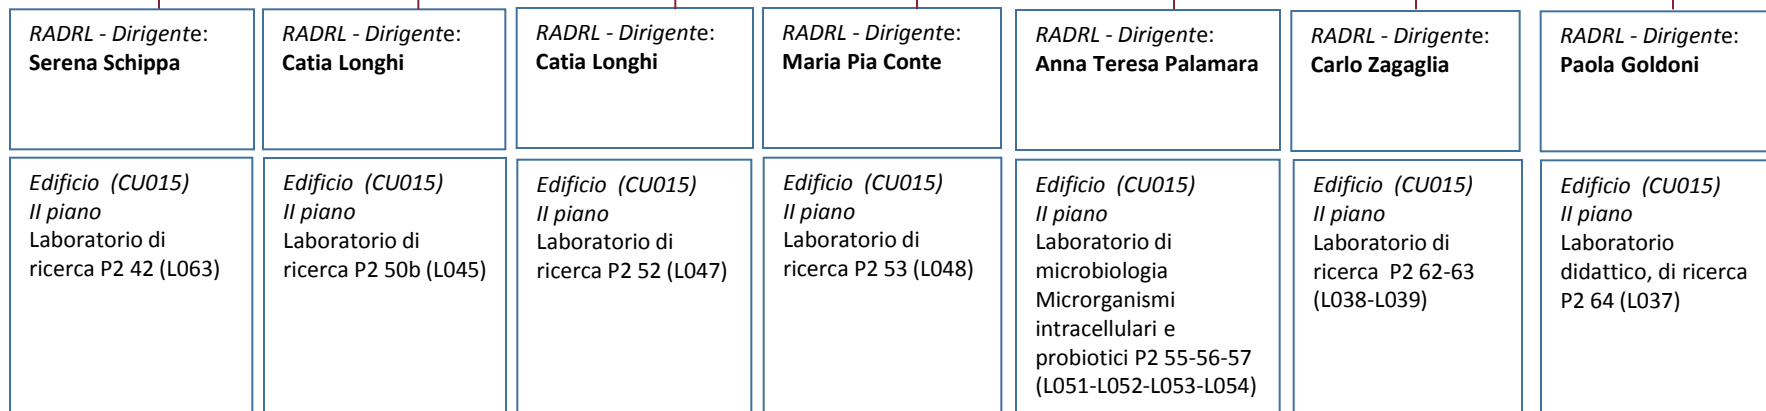 RADRL - Dirigente:
Serena Schippa
RADRL - Dirigente:
Catia Longhi
RADRL - Dirigente:
Catia Longhi
RADRL - Dirigente:
Maria Pia Conte
RADRL - Dirigente:
Anna Teresa Palamara
RADRL - Dirigente:
Carlo Zagaglia
RADRL - Dirigente:
Paola Goldoni
Edificio (CU015)
II piano
Laboratorio di
ricerca P2 42 (L063)
Edificio (CU015)
II piano
Laboratorio di
ricerca P2 50b (L045)
Edificio (CU015)
II piano
Laboratorio di
ricerca P2 52 (L047)
Edificio (CU015)
II piano
Laboratorio di
ricerca P2 53 (L048)
Edificio (CU015)
II piano
Laboratorio di
microbiologia
Microrganismi
intracellulari e
probiotici P2 55-56-57
(L051-L052-L053-L054)
Edificio (CU015)
II piano
Laboratorio di
ricerca P2 62-63
(L038-L039)
Edificio (CU015)
II piano
Laboratorio
didattico, di ricerca
P2 64 (L037)